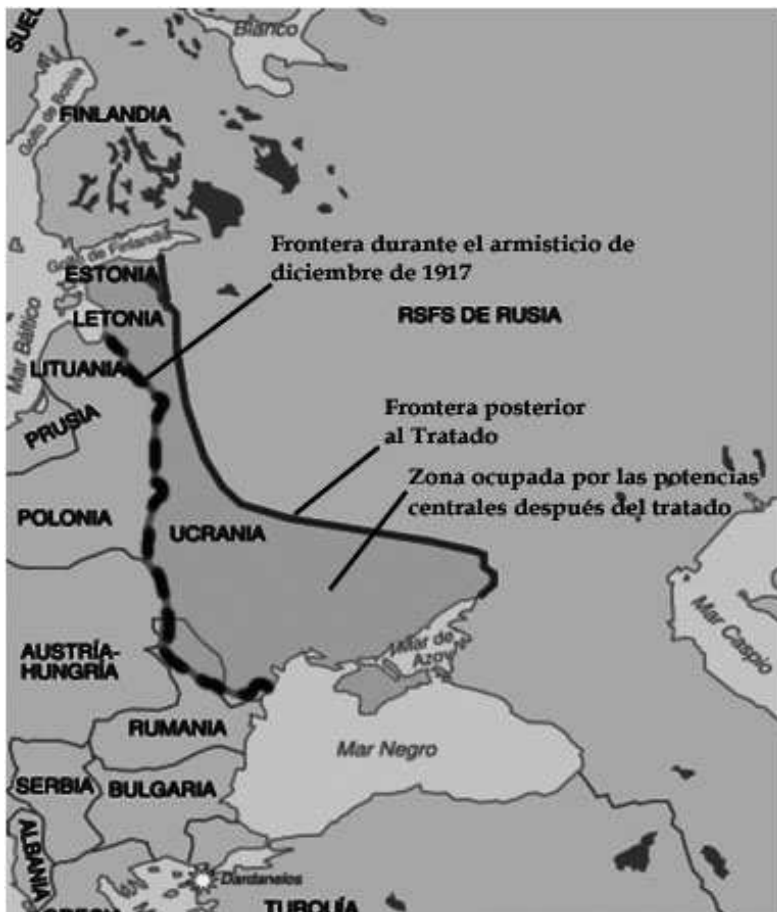 SUEC
Blanco
Golfo de Botnia
FINLANDIA
Golfo de Finlandia
Frontera durante el armisticio de
diciembre de 1917
ESTONIA
LETONIA
RSFS DE RUSIA
Mar Báltico
LITUANIA
PRUSIA
Frontera posterior
al Tratado
Zona ocupada por las potencias
centrales después del tratado
POLONIA
UCRANIA
Mar Caspio
AUSTRÍA-
HUNGRÍA
Mar de
Azov
RUMANIA
Mar Negro
SERBIA
BULGARIA
ALBANIA
Dardanelos
TURQUÍA